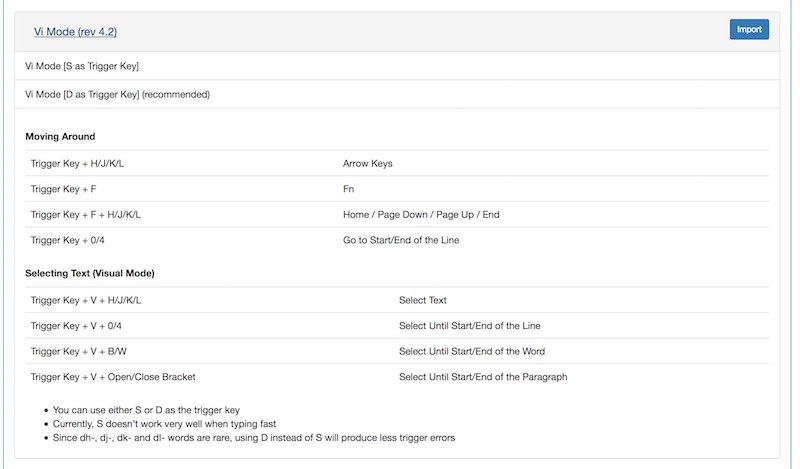 Vi Mode (rev 4.2)
Import
Vi Mode [S as Trigger Key]
Vi Mode [D as Trigger Key] (recommended)
Moving Around
Trigger Key + H/J/K/L Arrow Keys
Trigger Key + F Fn
Trigger Key + F + H/J/K/L Home / Page Down / Page Up / End
Trigger Key + 0/4 Go to Start/End of the Line
Selecting Text (Visual Mode)
Trigger Key + V + H/J/K/L Select Text
Trigger Key + V + 0/4 Select Until Start/End of the Line
Trigger Key + V + B/W Select Until Start/End of the Word
Trigger Key + V + Open/Close Bracket Select Until Start/End of the Paragraph
• You can use either S or D as the trigger key
• Currently, S doesn't work very well when typing fast
• Since dh-, dj-, dk- and dl- words are rare, using D instead of S will produce less trigger errors